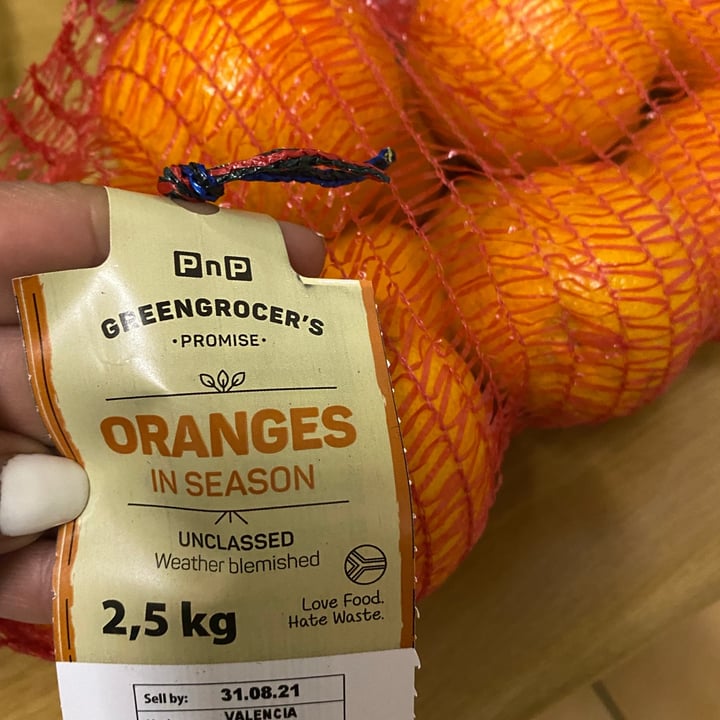 PnP
GREENGROCER'S
•PROMISE•
ORANGES
IN SEASON
UNCLASSED
Weather blemished
2,5 kg
Love Food.
Hate Waste.
Sell by: 31.08.21
VALENCIA